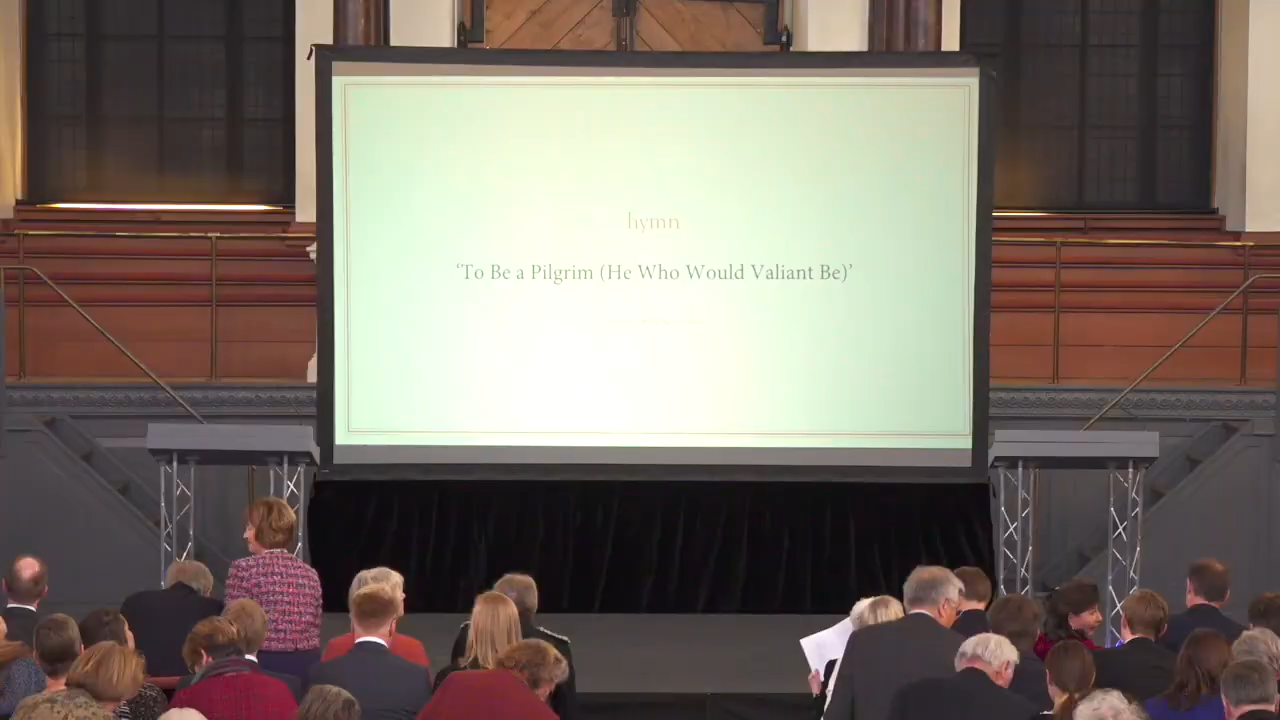 hymn
‘To Be a Pilgrim (He Who Would Valiant Be)’